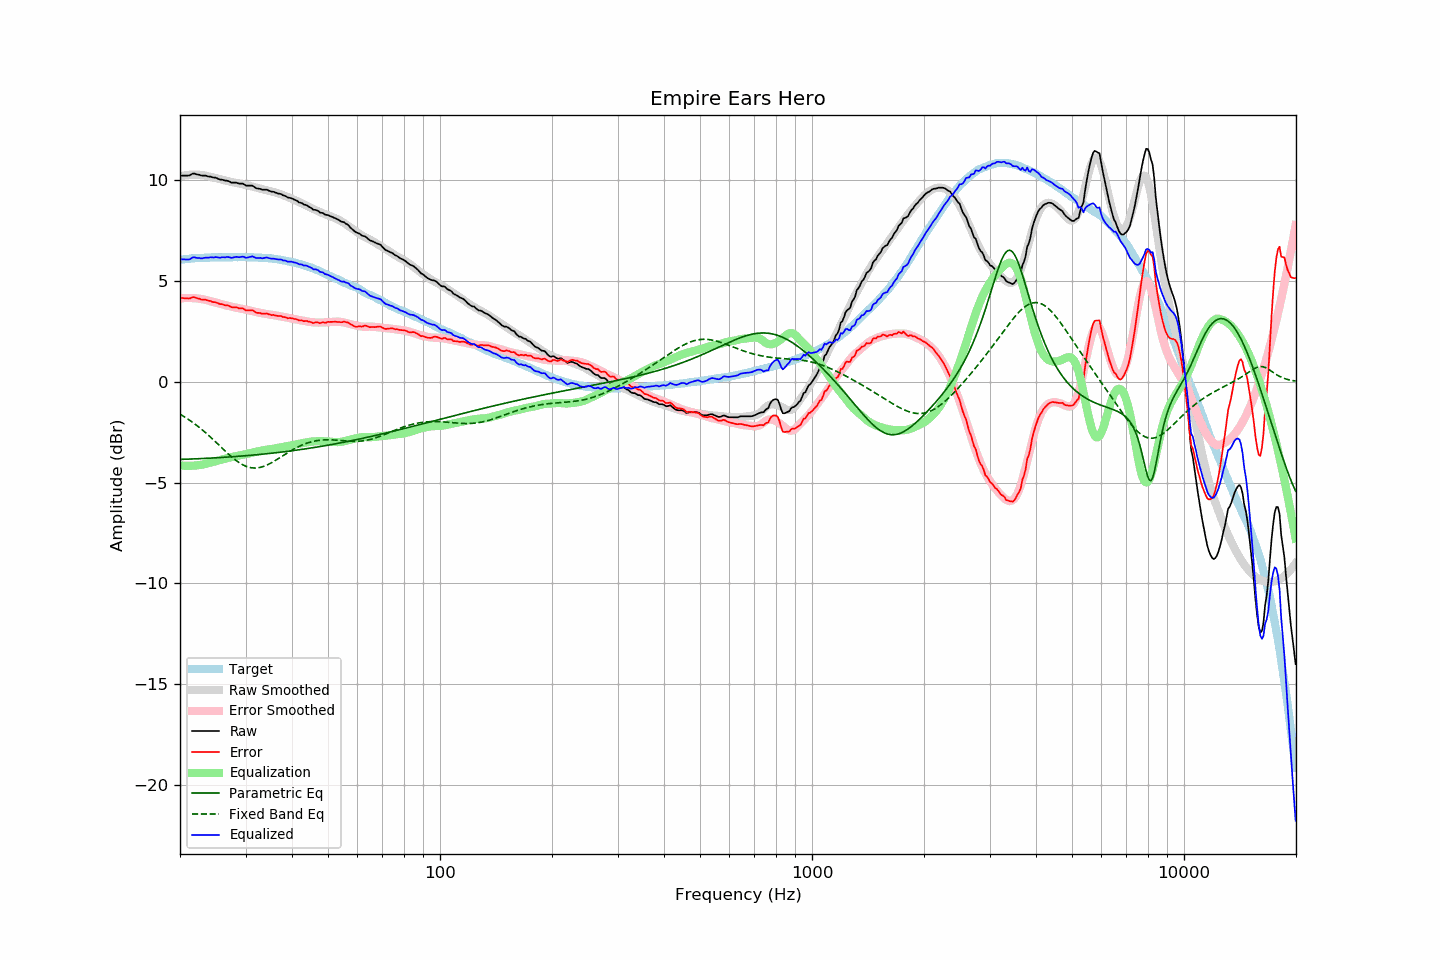 Empire Ears Hero
10
5
0
−5
−10
−15
−20
Amplitude (dBr)
Target
Raw Smoothed
Error Smoothed
Raw
Error
Equalization
Parametric Eq
Fixed Band Eq
Equalized
100
1000
10000
Frequency (Hz)